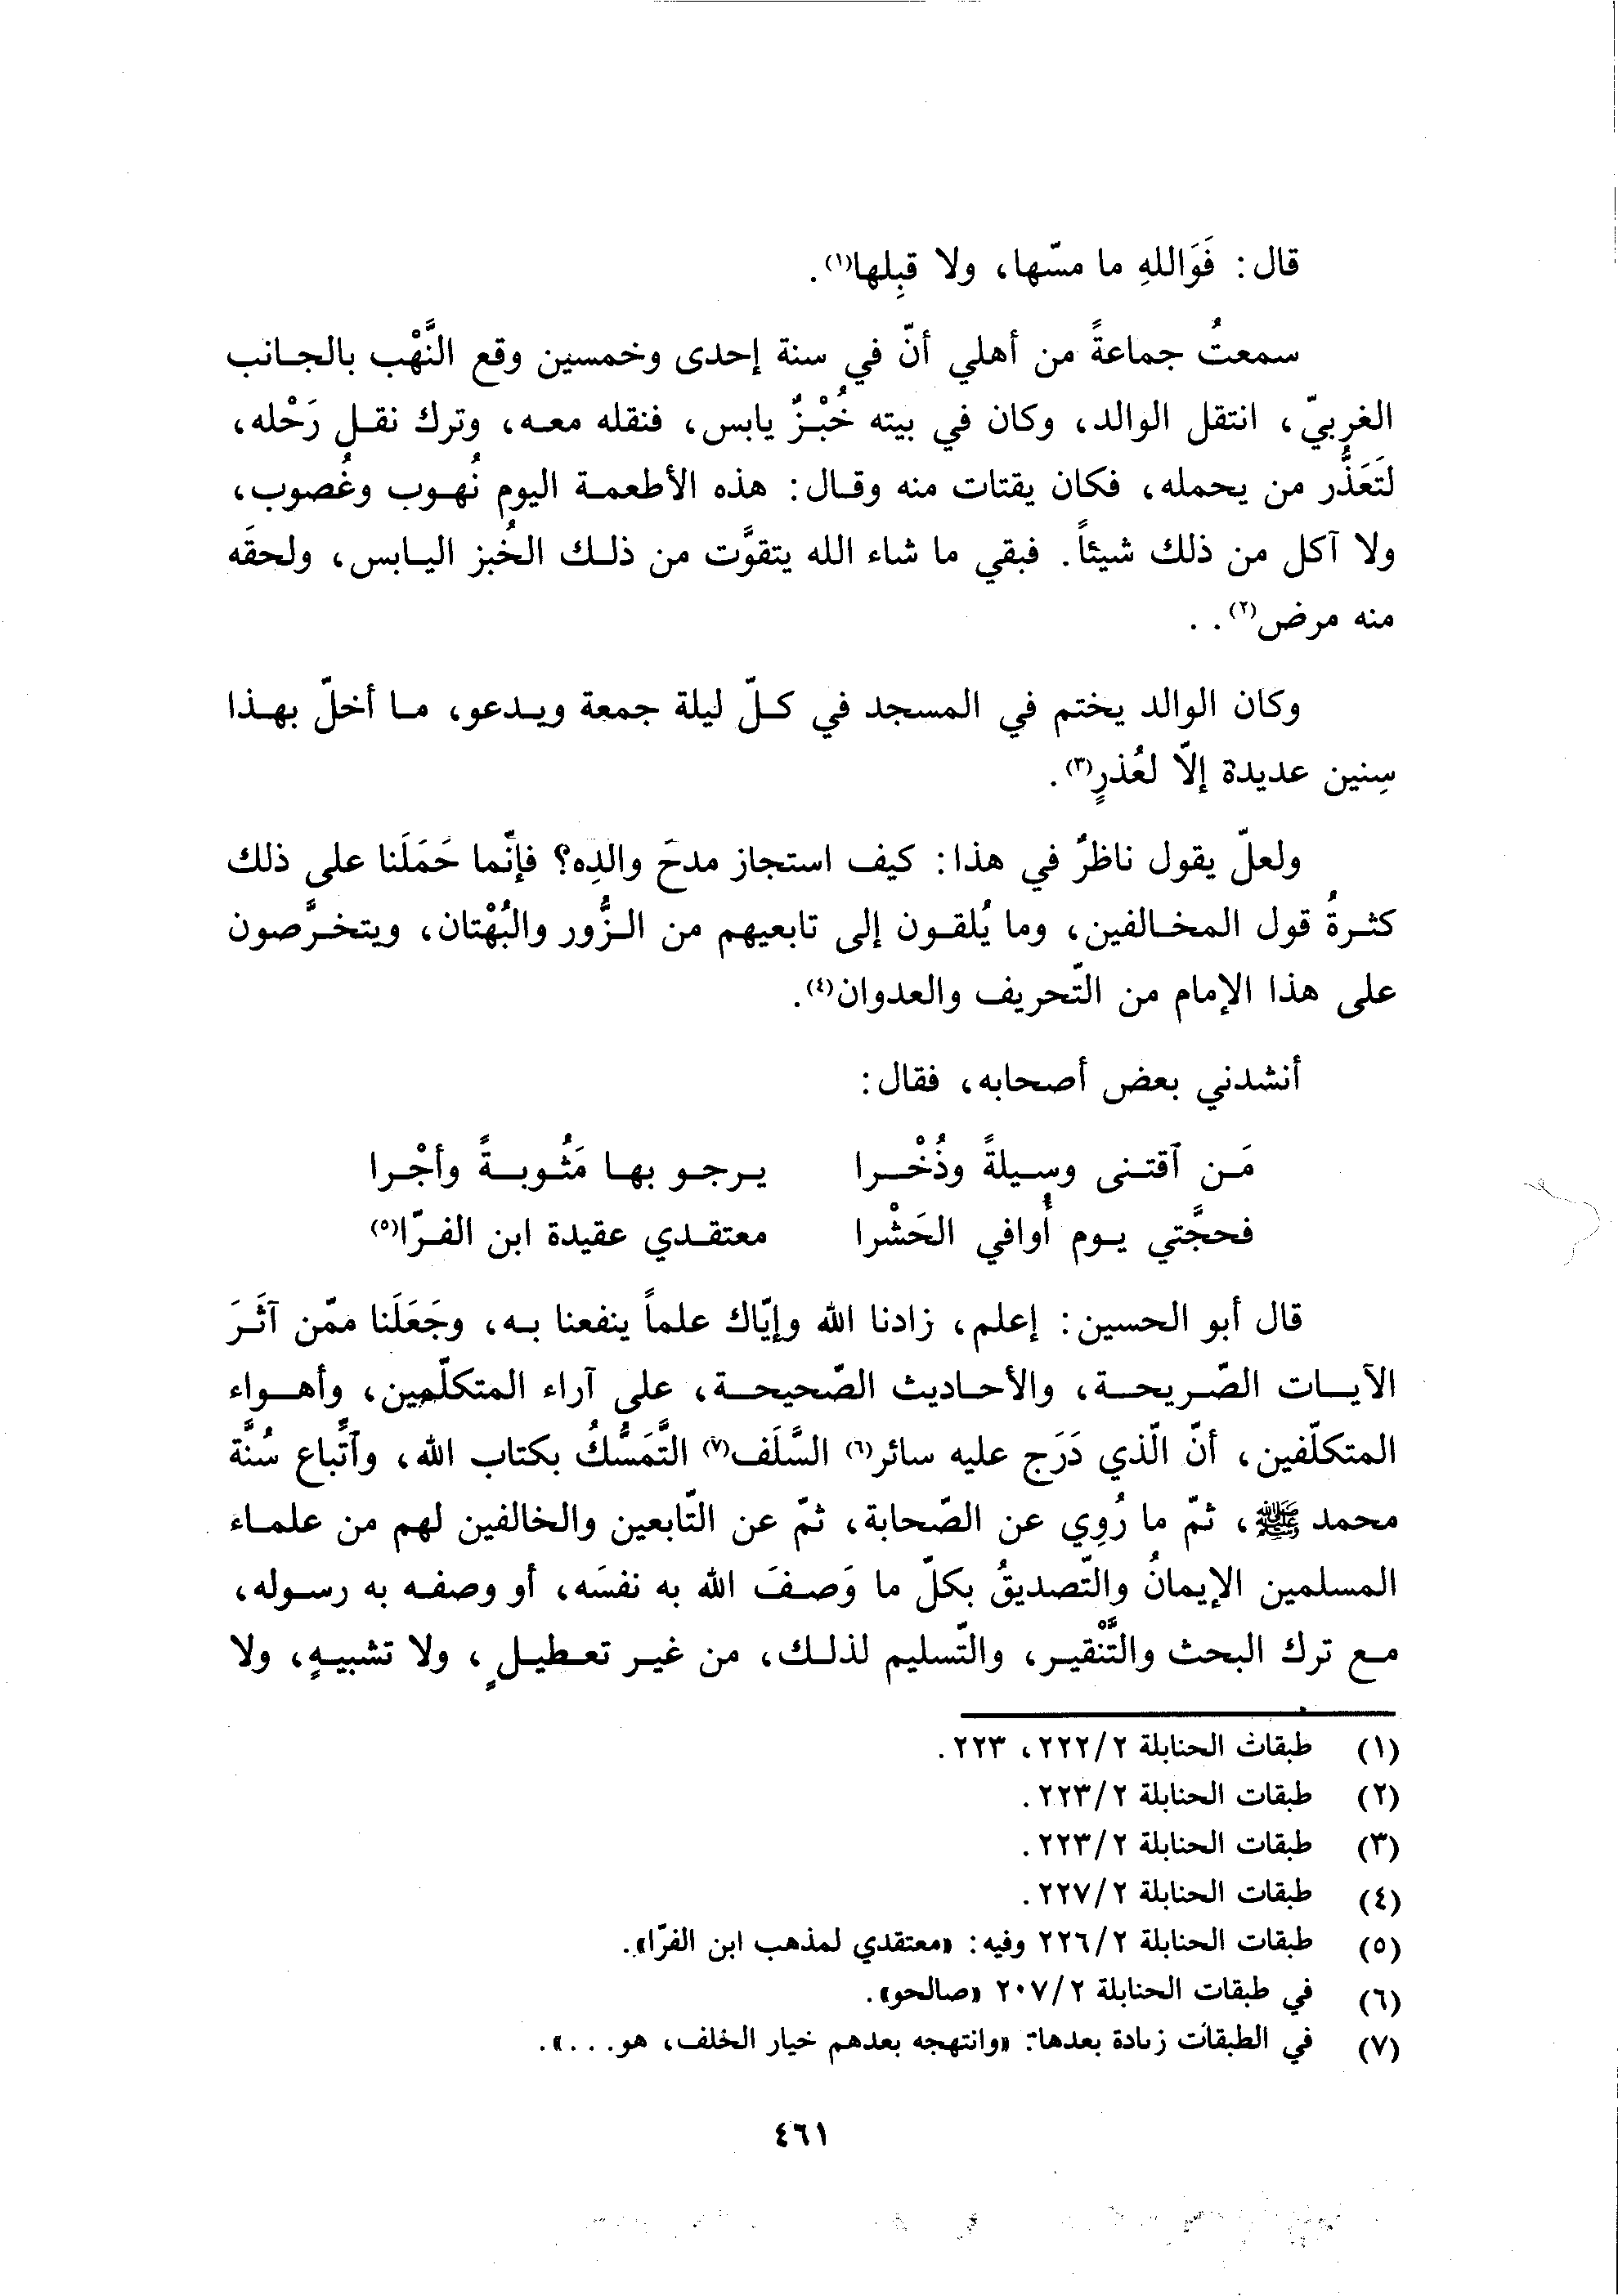 قال: فَوَاللهِ ما مسّها، ولا قبِلها(١).
سمعتُ جماعةً من أهلي أنّ في سنة إحدى وخمسين وقع النَّهْب بالجانب
الغربيّ، انتقل الوالد، وكان في بيته خُبْزٌ يابس، فنقله معه، وترك نقل رَحْله،
لتَعَذُّر من يحمله، فكان يقتات منه وقال: هذه الأطعمة اليوم نُهوب وغُصوب،
ولا آكل من ذلك شيئاً. فبقي ما شاء الله يتقوَّت من ذلك الخُبز اليابس، ولحقَه
منه مرض(٢). .
وكان الوالد يختم في المسجد في كلّ ليلة جمعة ويدعو، ما أخلّ بهذا
سِنين عديدة إلّا لعُذرٍ(٣).
ولعلّ يقول ناظرٌ في هذا: كيف استجاز مدحَ والدِه؟ فإنّما حَمَلَنا على ذلك
كثرةُ قول المخالفين، وما يُلقون إلى تابعيهم من الزُّور والبُهْتان، ويتخرَّصون
على هذا الإمام من التّحريف والعدوان(٤).
أنشدني بعض أصحابه، فقال:
مَن آقتنى وسيلةً وذُخْرا يرجو بها مَثُوبةً وأجْرا
فحجَّتي يوم أُوافي الحَشْرا معتقدي عقيدة ابن الفرّا(٥)
قال أبو الحسين: إعلم، زادنا الله وإيّاك علماً ينفعنا به، وجَعَلَنا ممّن آثَرَ
الآيات الصّريحة، والأحاديث الصّحيحة، على آراء المتكلّمين، وأهواء
المتكلّفين، أنّ الّذي دَرَج عليه سائر(٦) السَّلَف(٧) التَّمَسُّكُ بكتاب الله، وآتِّباع سُنَّة
محمد ﷺ، ثمّ ما رُوِي عن الصّحابة، ثمّ عن التّابعين والخالفين لهم من علماء
المسلمين الإيمانُ والتّصديقُ بكلّ ما وَصفَ الله به نفسَه، أو وصفه به رسوله،
مع ترك البحث والتَّنْقير، والتّسليم لذلك، من غير تعطيلٍ، ولا تشبيهٍ، ولا
(١) طبقات الحنابلة ٢٢٢/٢، ٢٢٣.
(٢) طبقات الحنابلة ٢٢٣/٢.
(٣) طبقات الحنابلة ٢٢٣/٢.
(٤) طبقات الحنابلة ٢٢٧/٢.
(٥) طبقات الحنابلة ٢٢٦/٢ وفيه: «معتقدي لمذهب ابن الفرّا».
(٦) في طبقات الحنابلة ٢٠٧/٢ «صالحو».
(٧) في الطبقات زيادة بعدها: «وانتهجه بعدهم خيار الخلف، هو...».
٤٦١